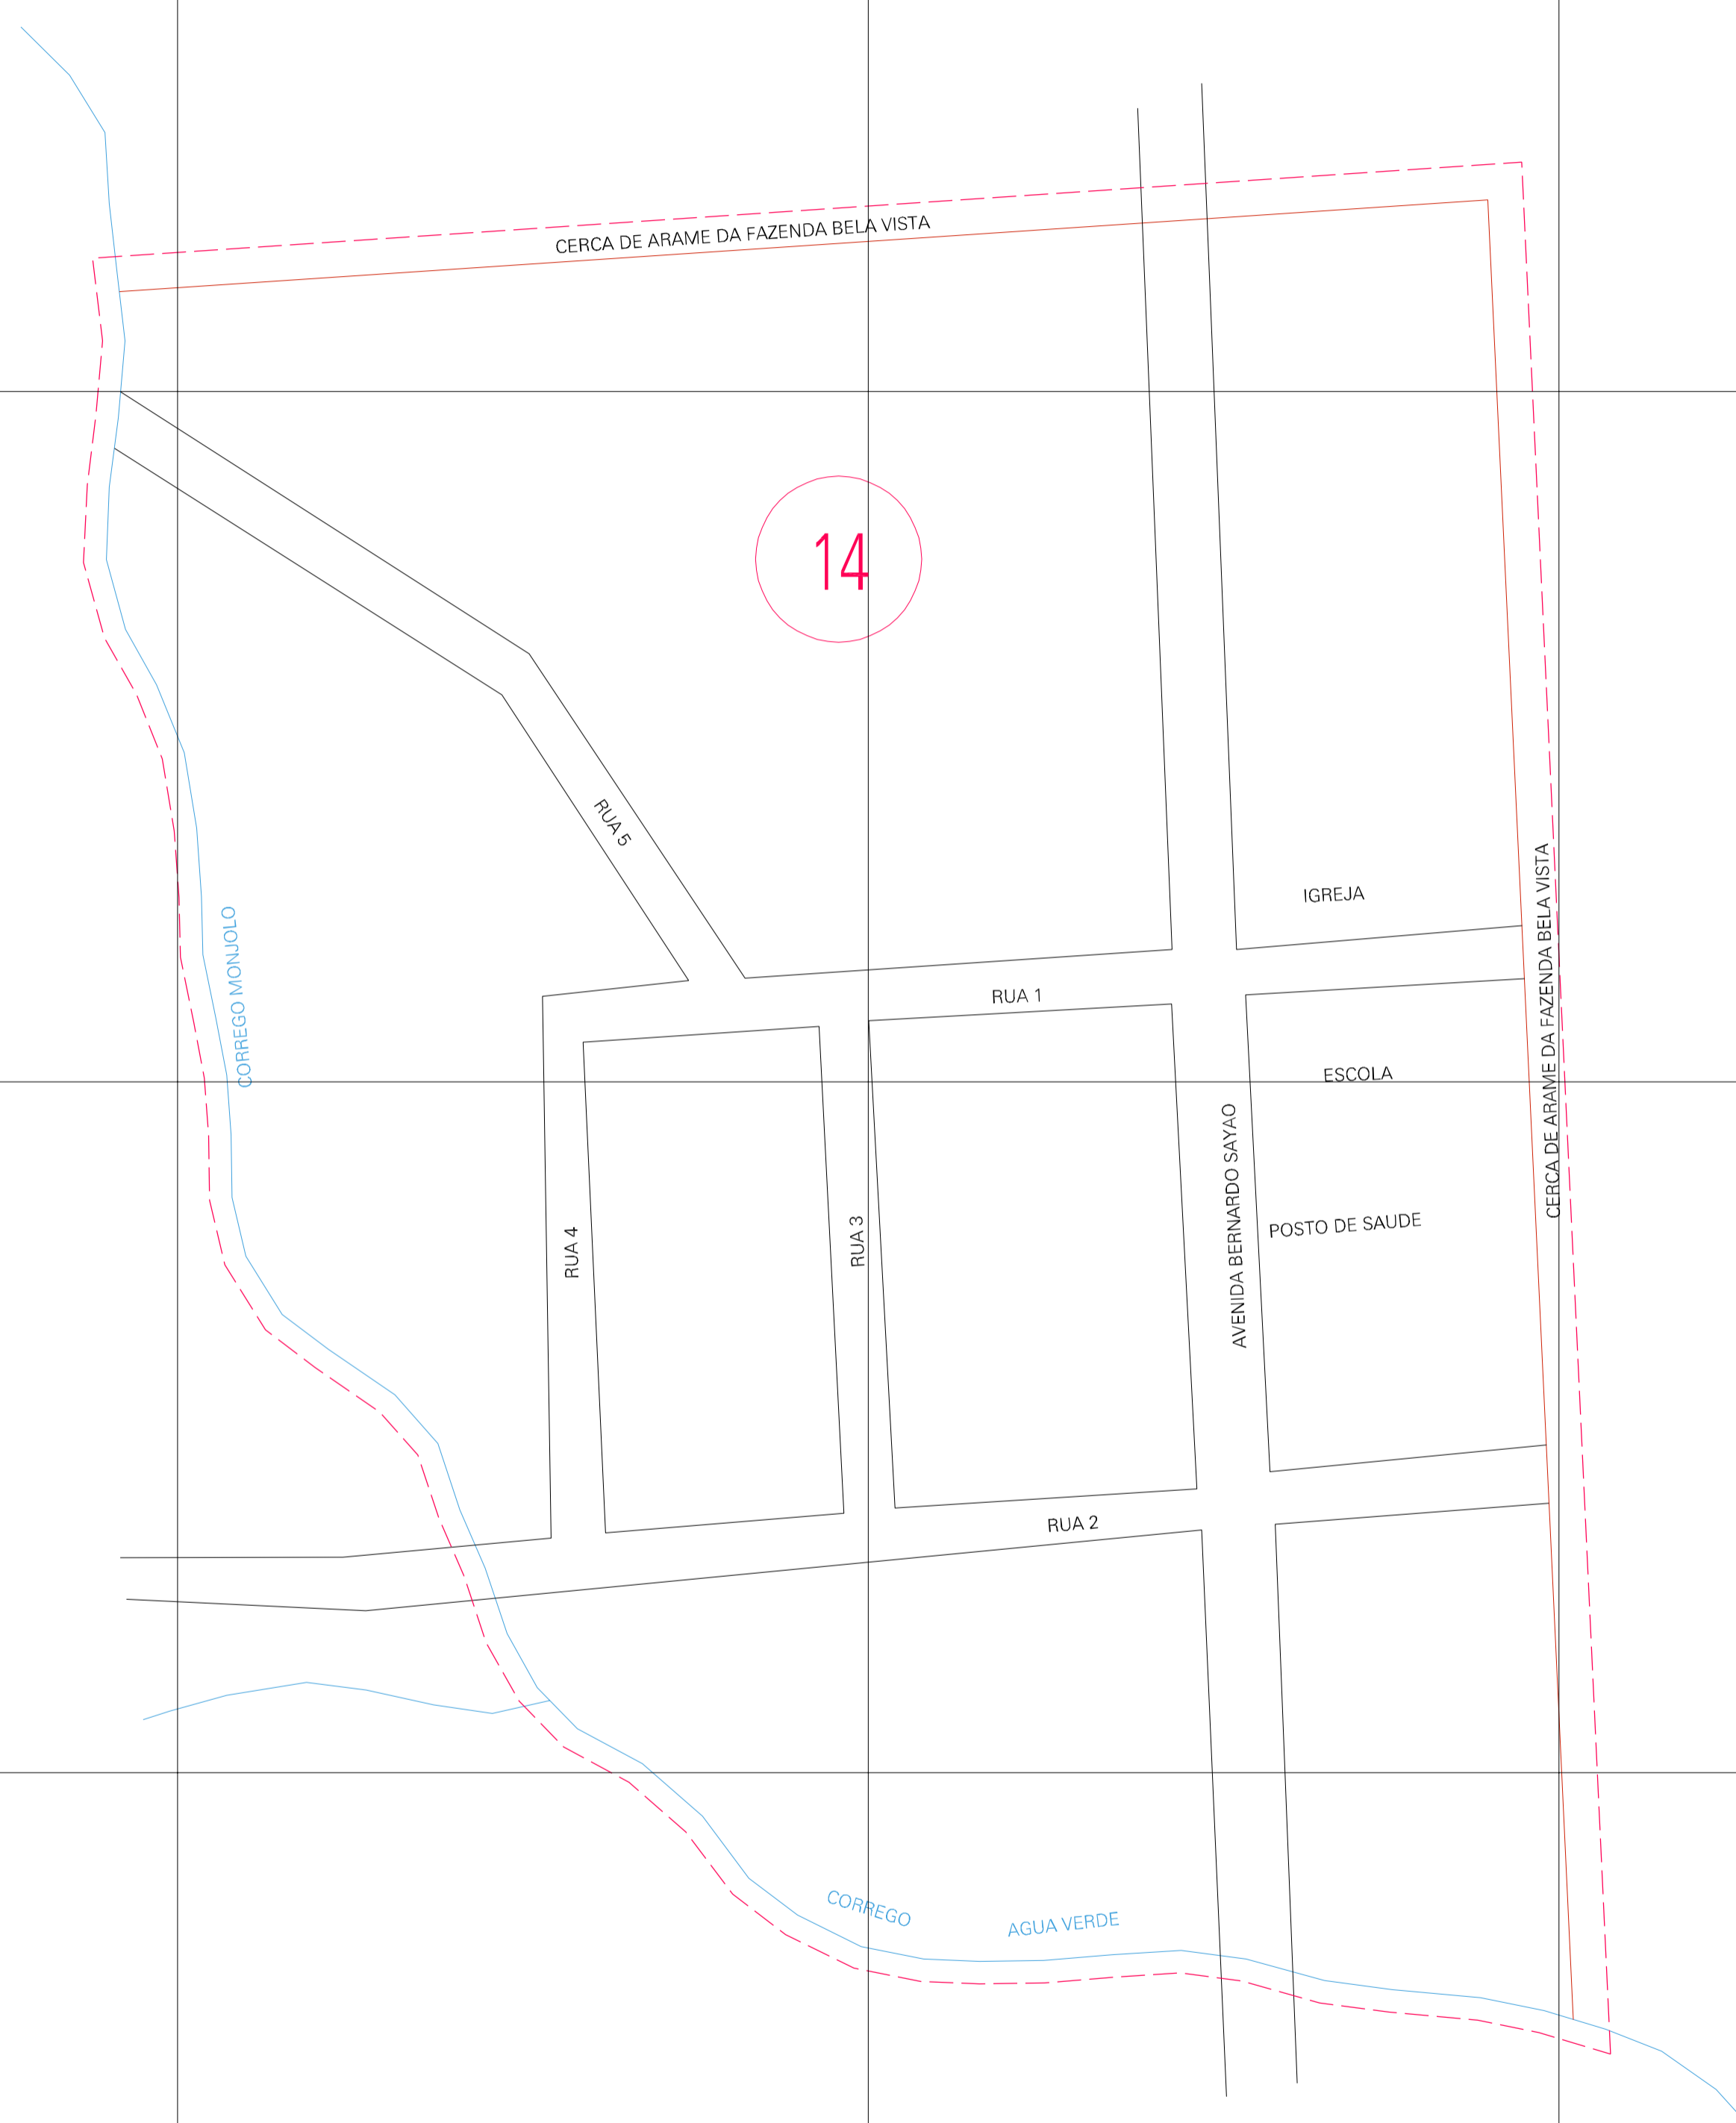 CERCA DE ARAME DA FAZENDA BELA VISTA
14
RUA 5
IGREJA
CERCA DE ARAME DA FAZENDA BELA VISTA
CORREGO MONJOLO
RUA 1
ESCOLA
AVENIDA BERNARDO SAYAO
POSTO DE SAUDE
RUA 4
RUA 3
RUA 2
CORREGO
AGUA VERDE